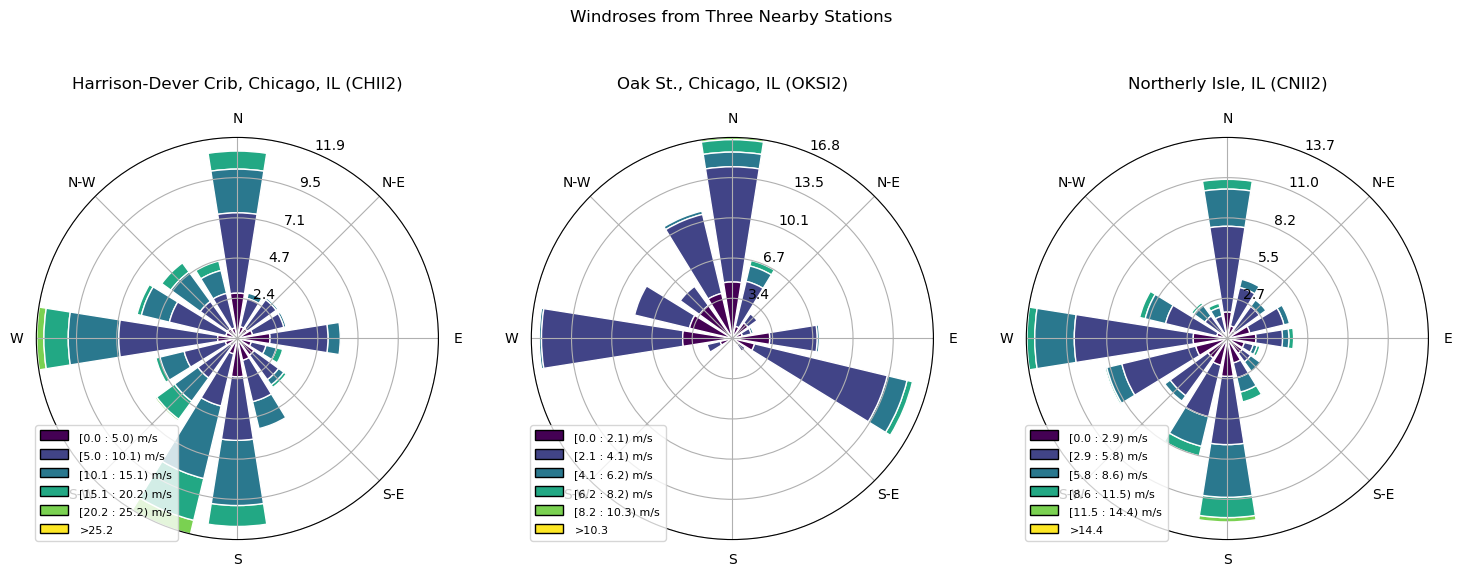 Windroses from Three Nearby Stations
Harrison-Dever Crib, Chicago, IL (CHII2)
N
11.9
9.5
N-W
N-E
7.1
4.7
2.4
W
E
[0.0 : 5.0) m/s
[5.0 : 10.1) m/s
[10.1 : 15.1) m/s
[15.1 : 20.2) m/s
[20.2 : 25.2) m/s
>25.2
S-E
S
Oak St., Chicago, IL (OKSI2)
N
16.8
13.5
N-W
N-E
10.1
6.7
3.4
W
E
[0.0 : 2.1) m/s
[2.1 : 4.1) m/s
[4.1 : 6.2) m/s
[6.2 : 8.2) m/s
[8.2 : 10.3) m/s
>10.3
S-E
S
Northerly Isle, IL (CNII2)
N
13.7
11.0
N-W
N-E
8.2
5.5
2.7
W
E
[0.0 : 2.9) m/s
[2.9 : 5.8) m/s
[5.8 : 8.6) m/s
[8.6 : 11.5) m/s
[11.5 : 14.4) m/s
>14.4
S-E
S